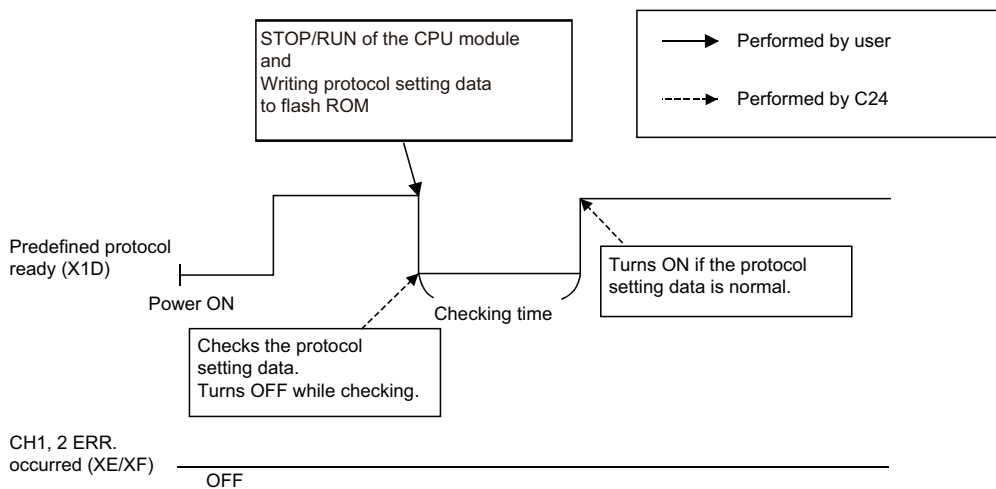 STOP/RUN of the CPU module
and
Writing protocol setting data
to flash ROM
Performed by user
Performed by C24
Predefined protocol
ready (X1D)
Power ON
Checking time
Turns ON if the protocol
setting data is normal.
Checks the protocol
setting data.
Turns OFF while checking.
CH1, 2 ERR.
occurred (XE/XF)
OFF